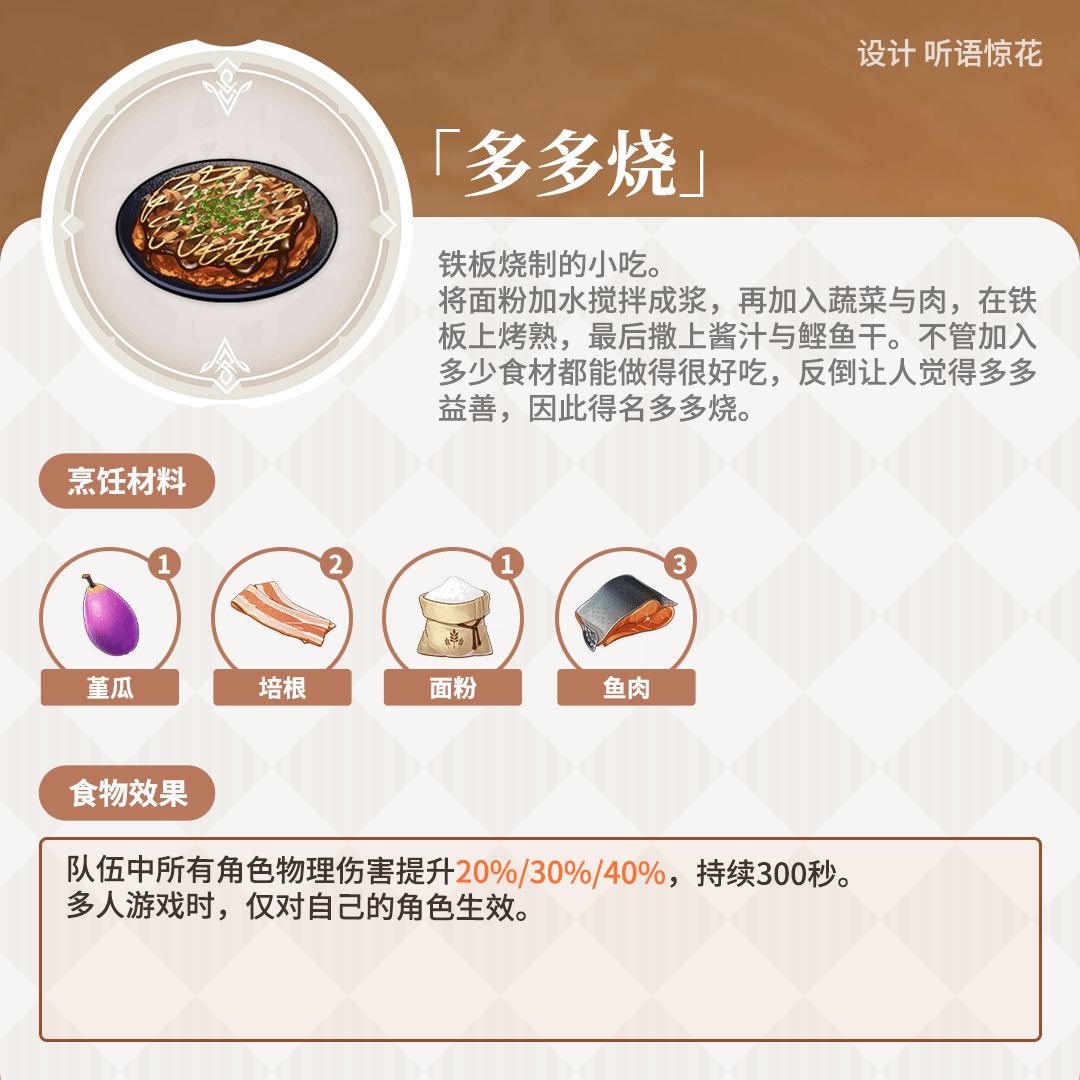 设计 听语惊花
「多多烧」
铁板烧制的小吃。
将面粉加水搅拌成浆，再加入蔬菜与肉，在铁
板上烤熟，最后撒上酱汁与鲣鱼干。不管加入
多少食材都能做得很好吃，反倒让人觉得多多
益善，因此得名多多烧。
烹饪材料
1
2
1
3
堇瓜
培根
面粉
鱼肉
食物效果
队伍中所有角色物理伤害提升20%/30%/40%，持续300秒。
多人游戏时，仅对自己的角色生效。